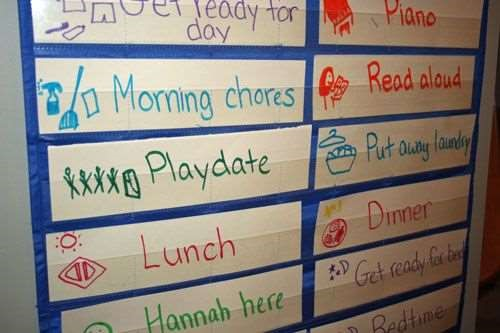 Get ready for
day
Morning chores
Playdate
Lunch
Hannah here
Piano
Read aloud
Put away laundry
Dinner
Get ready for bed
Bedtime